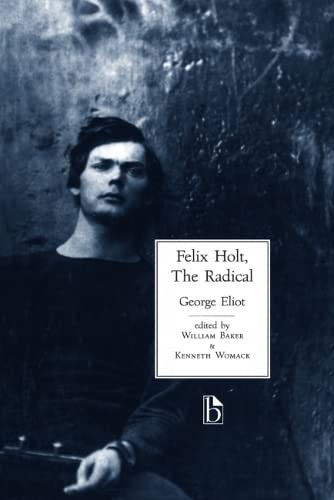 Felix Holt,
The Radical
George Eliot
edited by
William Baker
&
Kenneth Womack
b